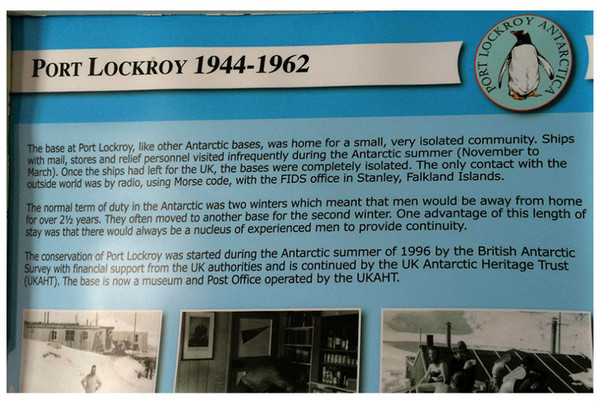 PORT LOCKROY 1944-1962
PORT LOCKROY ANTARCTICA
The base at Port Lockroy, like other Antarctic bases, was home for a small, very isolated community. Ships
with mail, stores and relief personnel visited infrequently during the Antarctic summer (November to
March). Once the ships had left for the UK, the bases were completely isolated. The only contact with the
outside world was by radio, using Morse code, with the FIDS office in Stanley, Falkland Islands.
The normal term of duty in the Antarctic was two winters which meant that men would be away from home
for over 2½ years. They often moved to another base for the second winter. One advantage of this length of
stay was that there would always be a nucleus of experienced men to provide continuity.
The conservation of Port Lockroy was started during the Antarctic summer of 1996 by the British Antarctic
Survey with financial support from the UK authorities and is continued by the UK Antarctic Heritage Trust
(UKAHT). The base is now a museum and Post Office operated by the UKAHT.